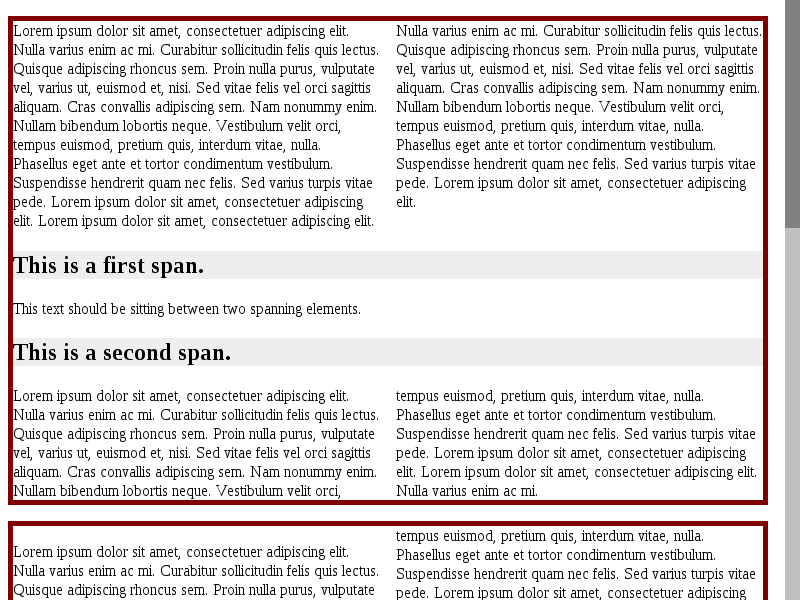 Lorem ipsum dolor sit amet, consectetuer adipiscing elit.
Nulla varius enim ac mi. Curabitur sollicitudin felis quis lectus.
Quisque adipiscing rhoncus sem. Proin nulla purus, vulputate
vel, varius ut, euismod et, nisi. Sed vitae felis vel orci sagittis
aliquam. Cras convallis adipiscing sem. Nam nonummy enim.
Nullam bibendum lobortis neque. Vestibulum velit orci,
tempus euismod, pretium quis, interdum vitae, nulla.
Phasellus eget ante et tortor condimentum vestibulum.
Suspendisse hendrerit quam nec felis. Sed varius turpis vitae
pede. Lorem ipsum dolor sit amet, consectetuer adipiscing
elit. Lorem ipsum dolor sit amet, consectetuer adipiscing elit.
Nulla varius enim ac mi. Curabitur sollicitudin felis quis lectus.
Quisque adipiscing rhoncus sem. Proin nulla purus, vulputate
vel, varius ut, euismod et, nisi. Sed vitae felis vel orci sagittis
aliquam. Cras convallis adipiscing sem. Nam nonummy enim.
Nullam bibendum lobortis neque. Vestibulum velit orci,
tempus euismod, pretium quis, interdum vitae, nulla.
Phasellus eget ante et tortor condimentum vestibulum.
Suspendisse hendrerit quam nec felis. Sed varius turpis vitae
pede. Lorem ipsum dolor sit amet, consectetuer adipiscing
elit.
This is a first span.
This text should be sitting between two spanning elements.
This is a second span.
Lorem ipsum dolor sit amet, consectetuer adipiscing elit.
Nulla varius enim ac mi. Curabitur sollicitudin felis quis lectus.
Quisque adipiscing rhoncus sem. Proin nulla purus, vulputate
vel, varius ut, euismod et, nisi. Sed vitae felis vel orci sagittis
aliquam. Cras convallis adipiscing sem. Nam nonummy enim.
Nullam bibendum lobortis neque. Vestibulum velit orci,
tempus euismod, pretium quis, interdum vitae, nulla.
Phasellus eget ante et tortor condimentum vestibulum.
Suspendisse hendrerit quam nec felis. Sed varius turpis vitae
pede. Lorem ipsum dolor sit amet, consectetuer adipiscing
elit. Lorem ipsum dolor sit amet, consectetuer adipiscing elit.
Nulla varius enim ac mi.
Lorem ipsum dolor sit amet, consectetuer adipiscing elit.
Nulla varius enim ac mi. Curabitur sollicitudin felis quis lectus.
Quisque adipiscing rhoncus sem. Proin nulla purus, vulputate
tempus euismod, pretium quis, interdum vitae, nulla.
Phasellus eget ante et tortor condimentum vestibulum.
Suspendisse hendrerit quam nec felis. Sed varius turpis vitae
pede. Lorem ipsum dolor sit amet, consectetuer adipiscing